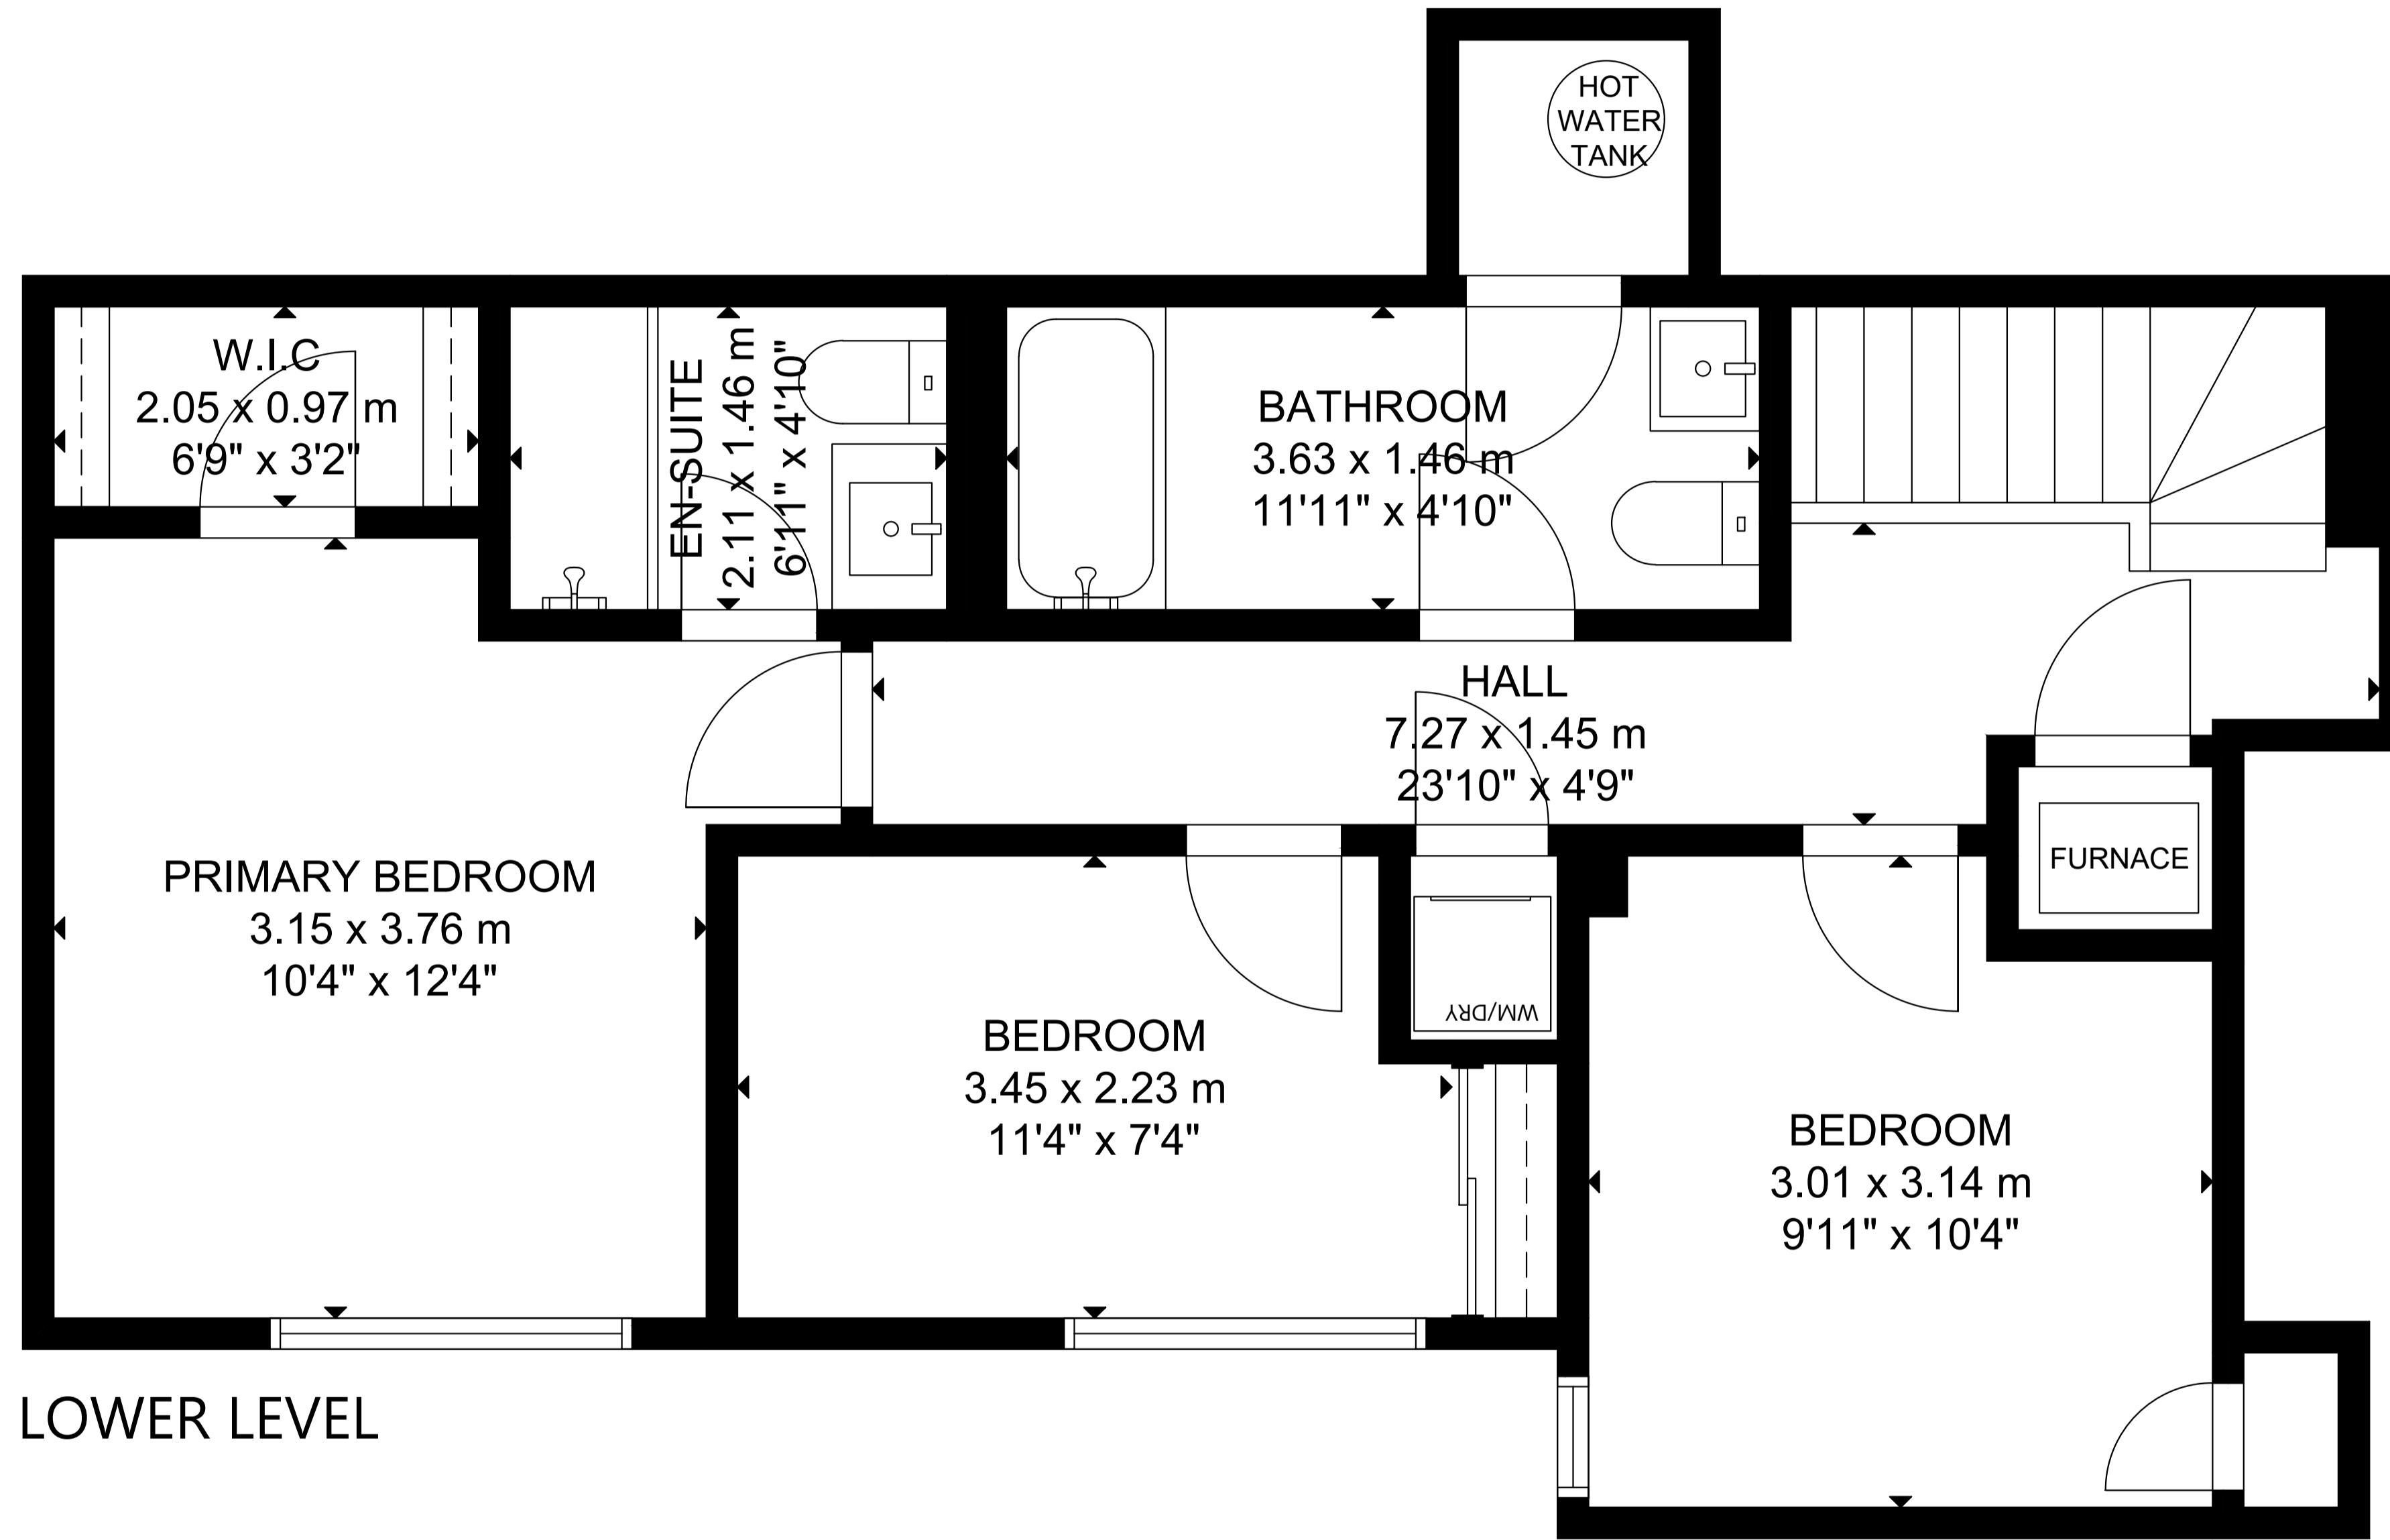 HOT
WATER
TANK
W.I.C
2.05 x 0.97 m
6'9" x 3'2"
EN-SUITE
2.11 x 1.46 m
6'11" x 4'10"
BATHROOM
3.63 x 1.46 m
11'11" x 4'10"
HALL
7.27 x 1.45 m
23'10" x 4'9"
PRIMARY BEDROOM
3.15 x 3.76 m
10'4" x 12'4"
FURNACE
WM/DRY
BEDROOM
3.45 x 2.23 m
11'4" x 7'4"
BEDROOM
3.01 x 3.14 m
9'11" x 10'4"
LOWER LEVEL